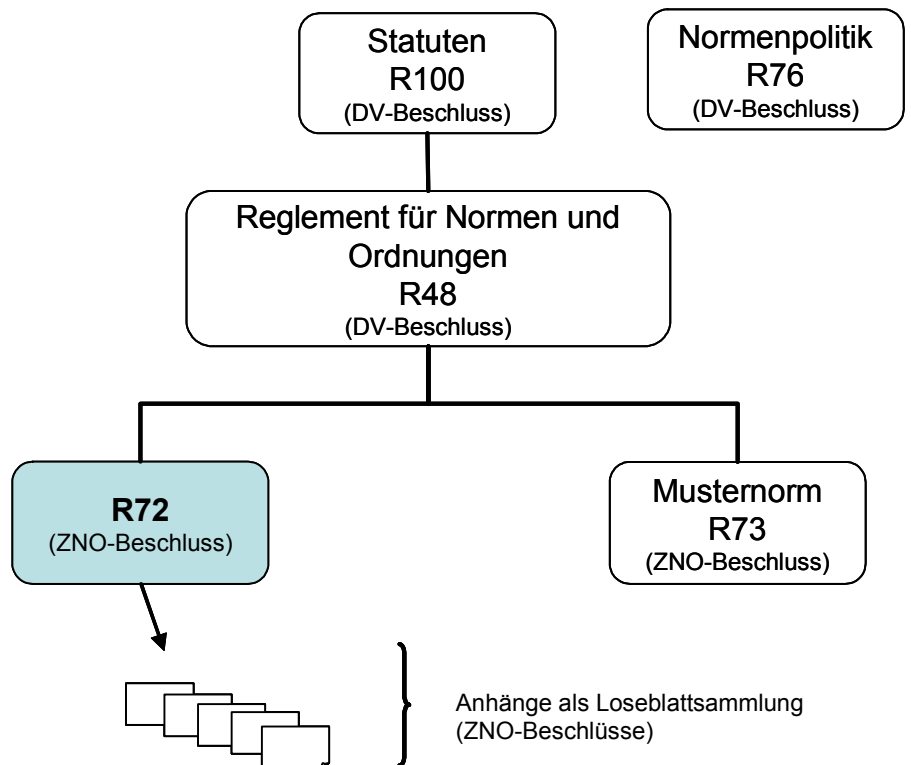 Statuten
R100
(DV-Beschluss)
Normenpolitik
R76
(DV-Beschluss)
Reglement für Normen und
Ordnungen
R48
(DV-Beschluss)
R72
(ZNO-Beschluss)
Musternorm
R73
(ZNO-Beschluss)
Anhänge als Loseblattsammlung
(ZNO-Beschlüsse)